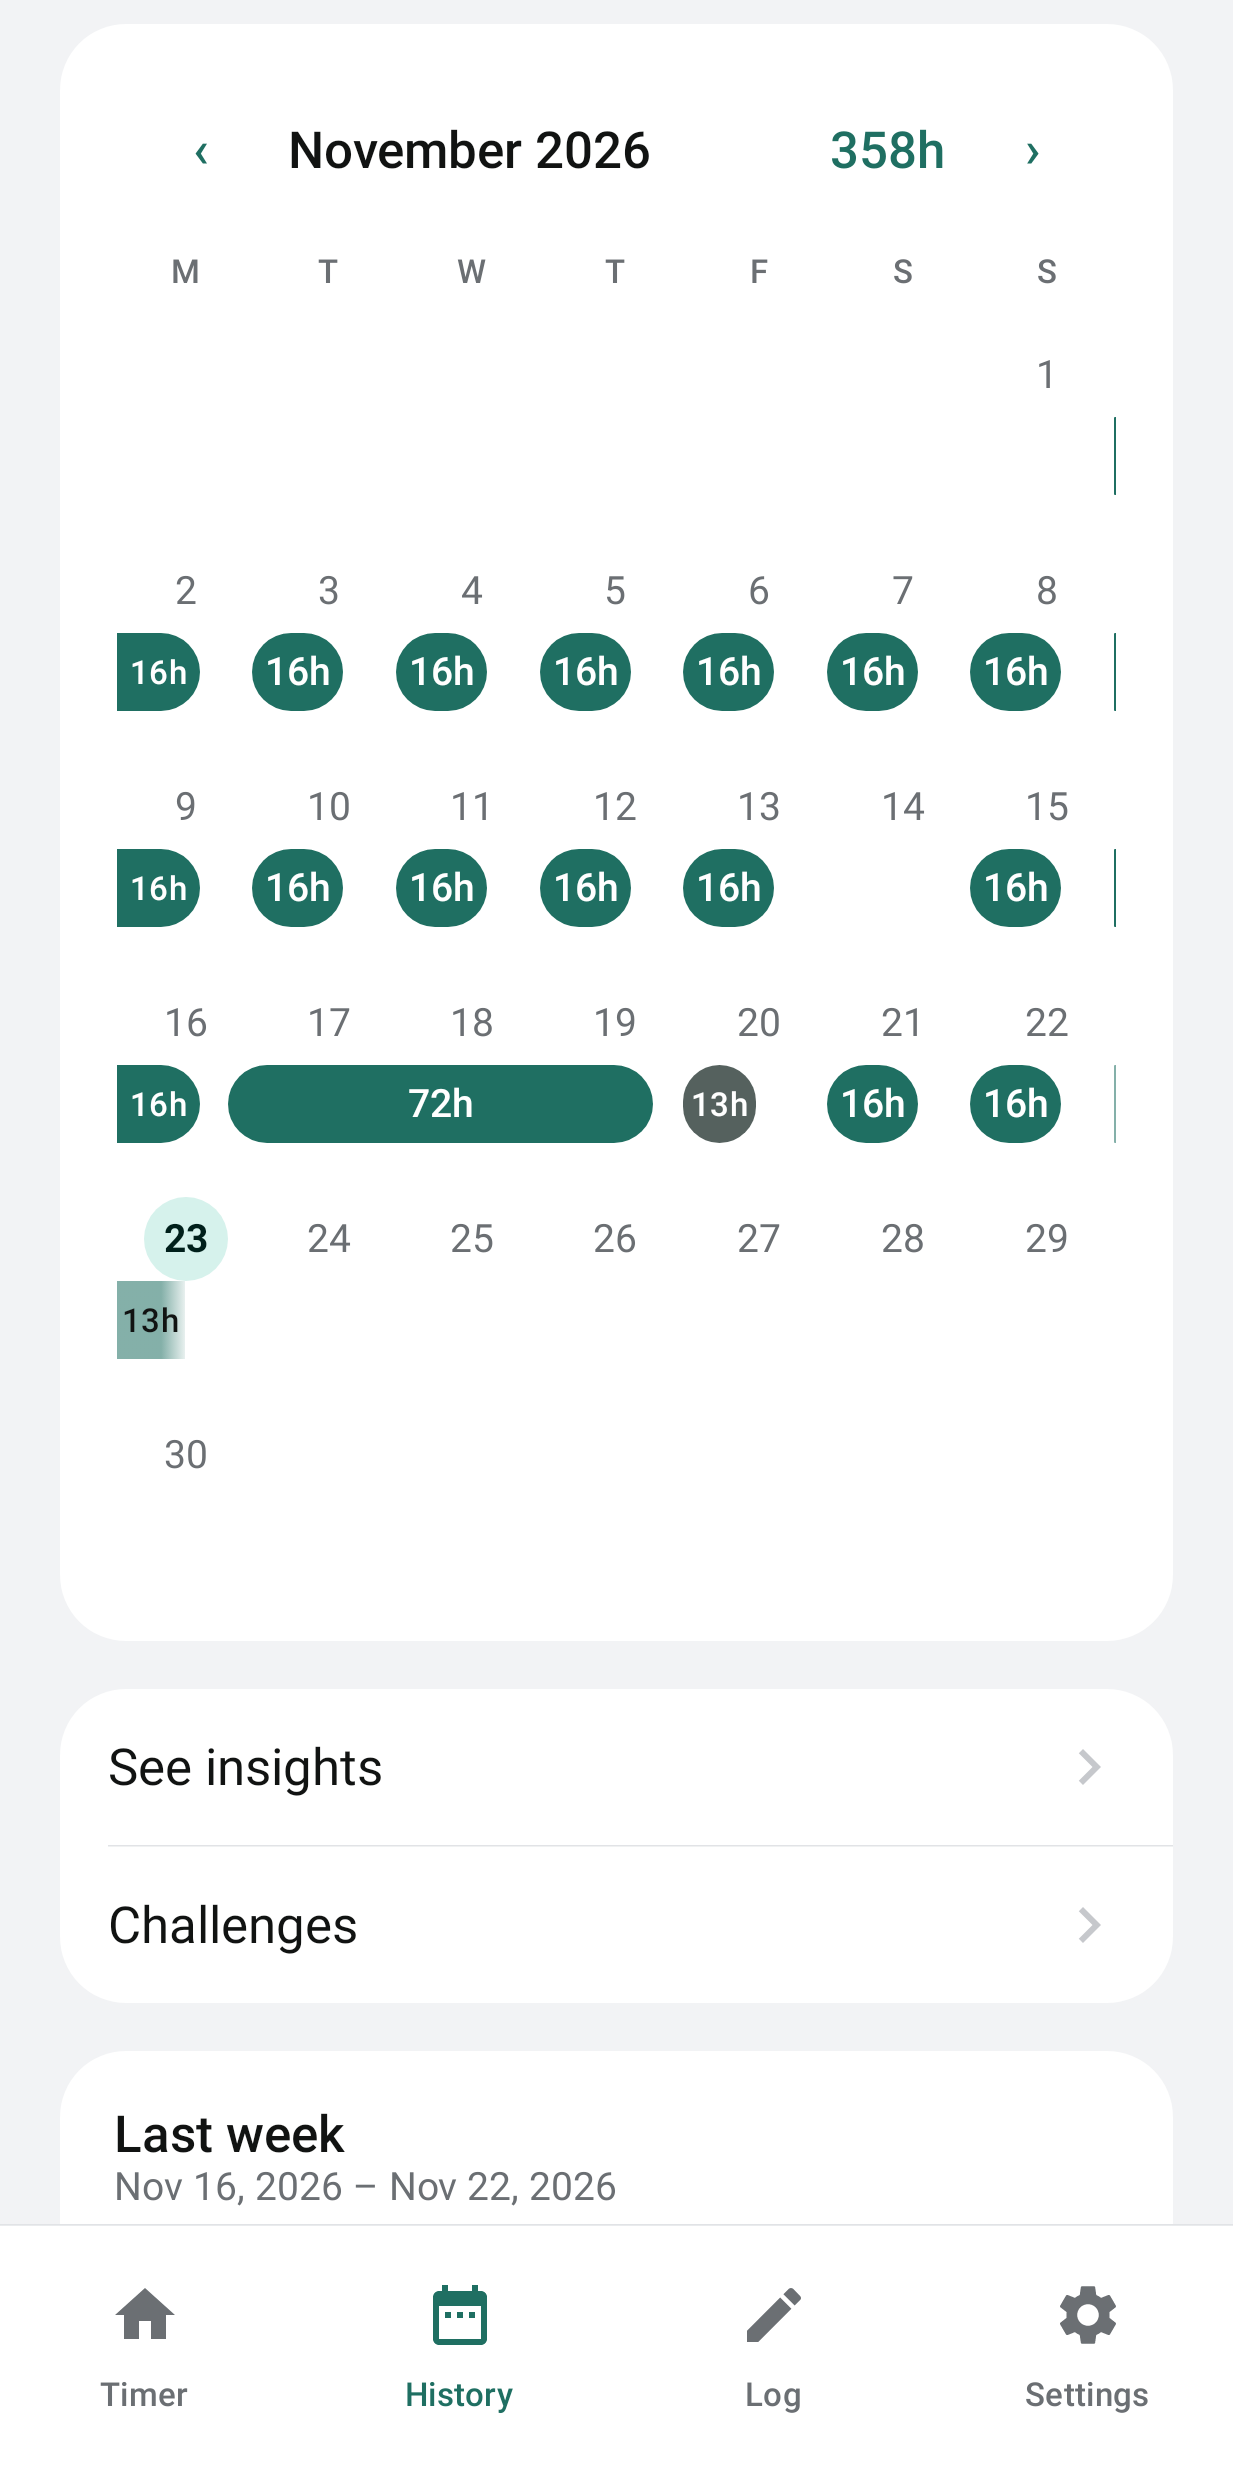 ‹ November 2026 358h ›
M T W T F S S
1
2 3 4 5 6 7 8
16h 16h 16h 16h 16h 16h 16h
9 10 11 12 13 14 15
16h 16h 16h 16h 16h 16h
16 17 18 19 20 21 22
16h 72h 13h 16h 16h
23 24 25 26 27 28 29
13h
30
See insights
Challenges
Last week
Nov 16, 2026 – Nov 22, 2026
Timer History Log Settings